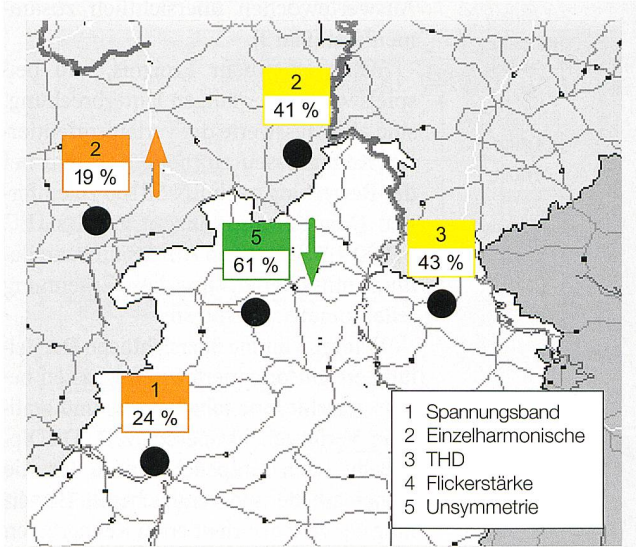 2
41 %
2
19 %
5
61 %
3
43 %
1
24 %
1 Spannungsband
2 Einzelharmonische
3 THD
4 Flickerstärke
5 Unsymmetrie